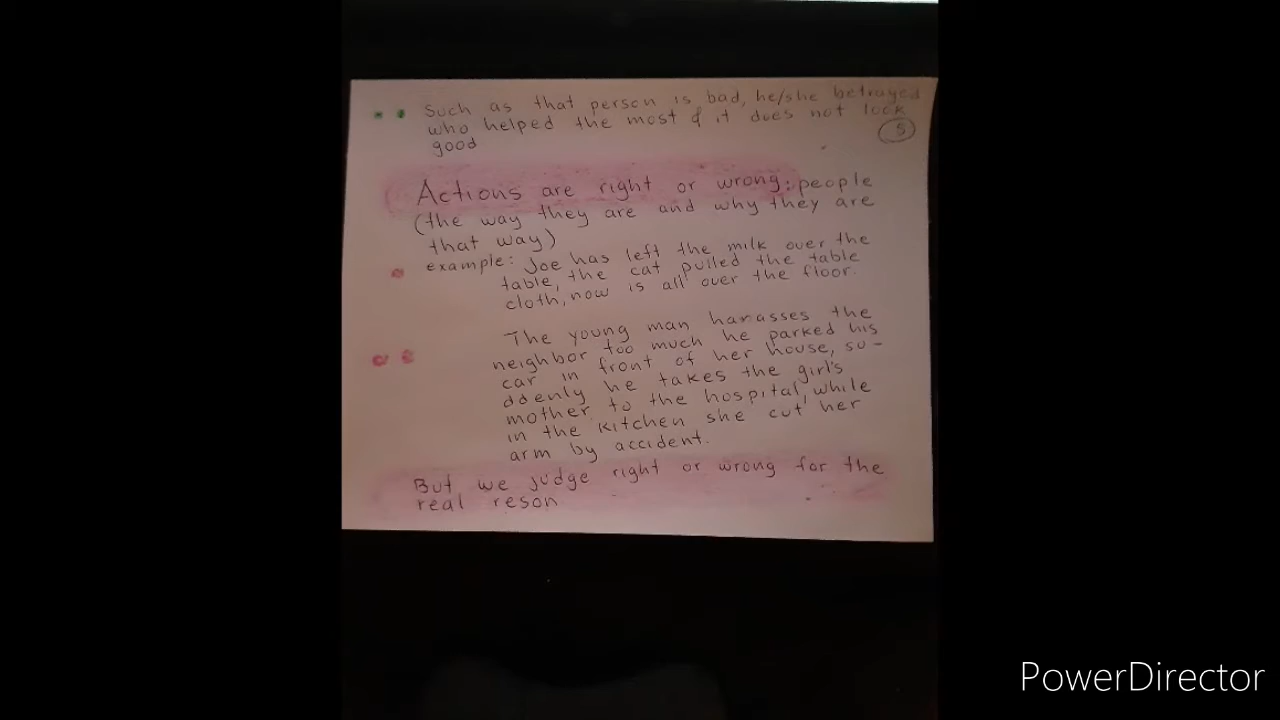 Such as that person is bad, he/she betrayed
who helped the most & it does not look
good
5
Actions are right or wrong: people
(the way they are and why they are
that way)
example: Joe has left the milk over the
table, the cat pulled the table
cloth, now is all over the floor.
The young man harasses the
neighbor too much he parked his
car in front of her house, su-
ddenly he takes the girl's
mother to the hospital, while
in the kitchen she cut her
arm by accident.
But we judge right or wrong for the
real reson
PowerDirector